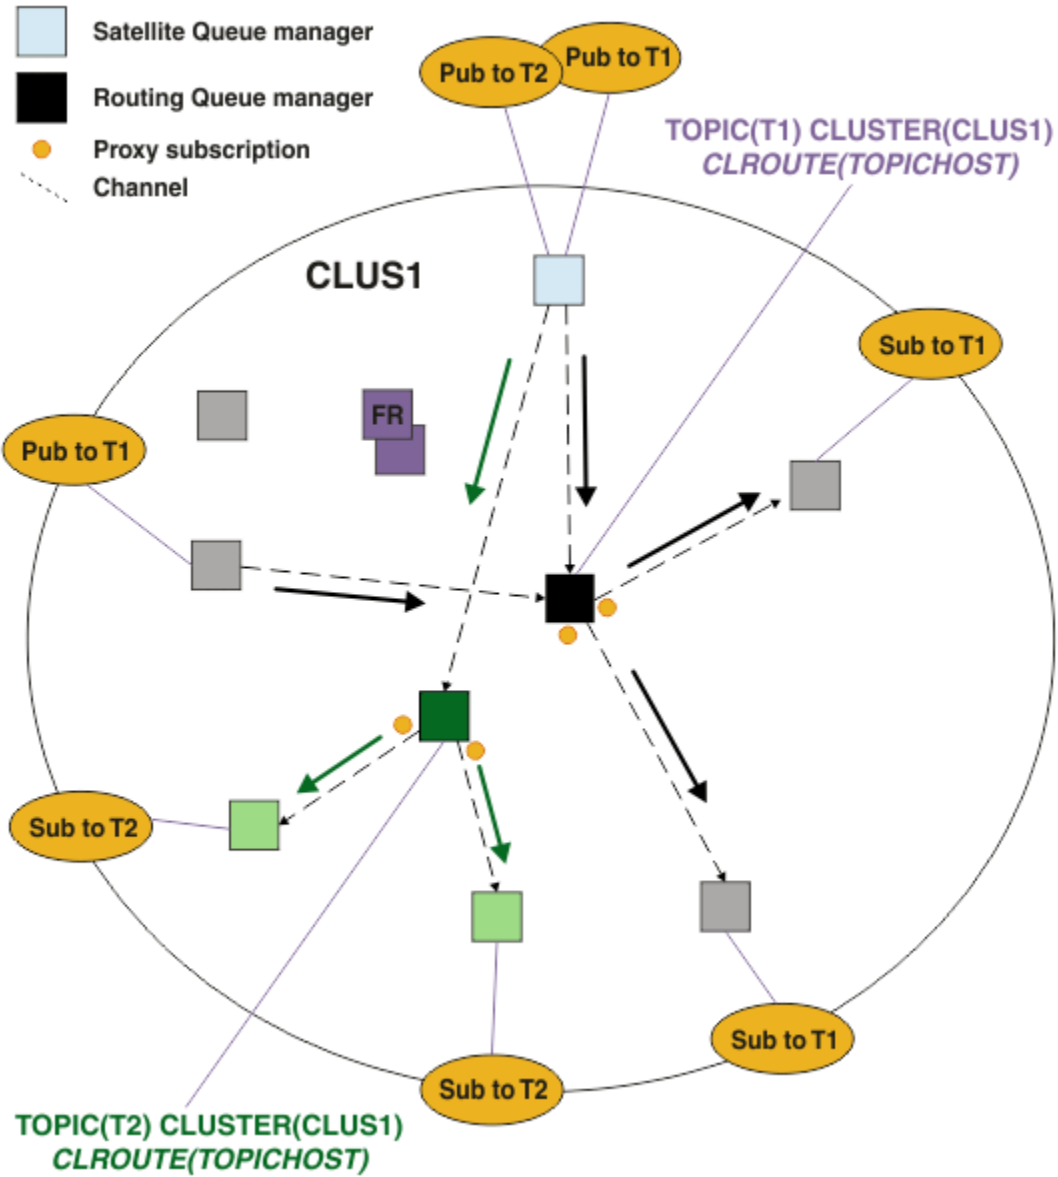 Satellite Queue manager
Routing Queue manager
Proxy subscription
Channel
Pub to T2
Pub to T1
TOPIC(T1) CLUSTER(CLUS1)
CLROUTE(TOPICHOST)
CLUS1
Sub to T1
FR
Pub to T1
Sub to T2
Sub to T1
Sub to T2
TOPIC(T2) CLUSTER(CLUS1)
CLROUTE(TOPICHOST)